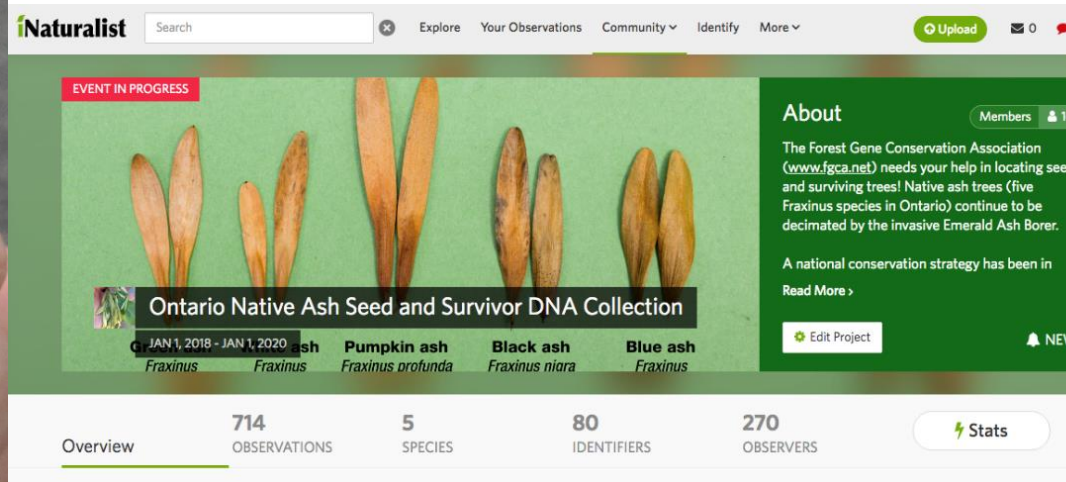 iNaturalist
Search
Explore
Your Observations
Community
Identify
More
Upload
0
EVENT IN PROGRESS
About
Members
The Forest Gene Conservation Association
(www.fgca.net) needs your help in locating
and surviving trees! Native ash trees (five
Fraxinus species in Ontario) continue to be
decimated by the invasive Emerald Ash Borer.
A national conservation strategy has been in
Read More >
Edit Project
Ontario Native Ash Seed and Survivor DNA Collection
JAN 1, 2018 - JAN 1, 2020
ash
Pumpkin ash
Black ash
Blue ash
Fraxinus
Fraxinus
Fraxinus profunda
Fraxinus nigra
Fraxinus
Overview
714
OBSERVATIONS
5
SPECIES
80
IDENTIFIERS
270
OBSERVERS
Stats